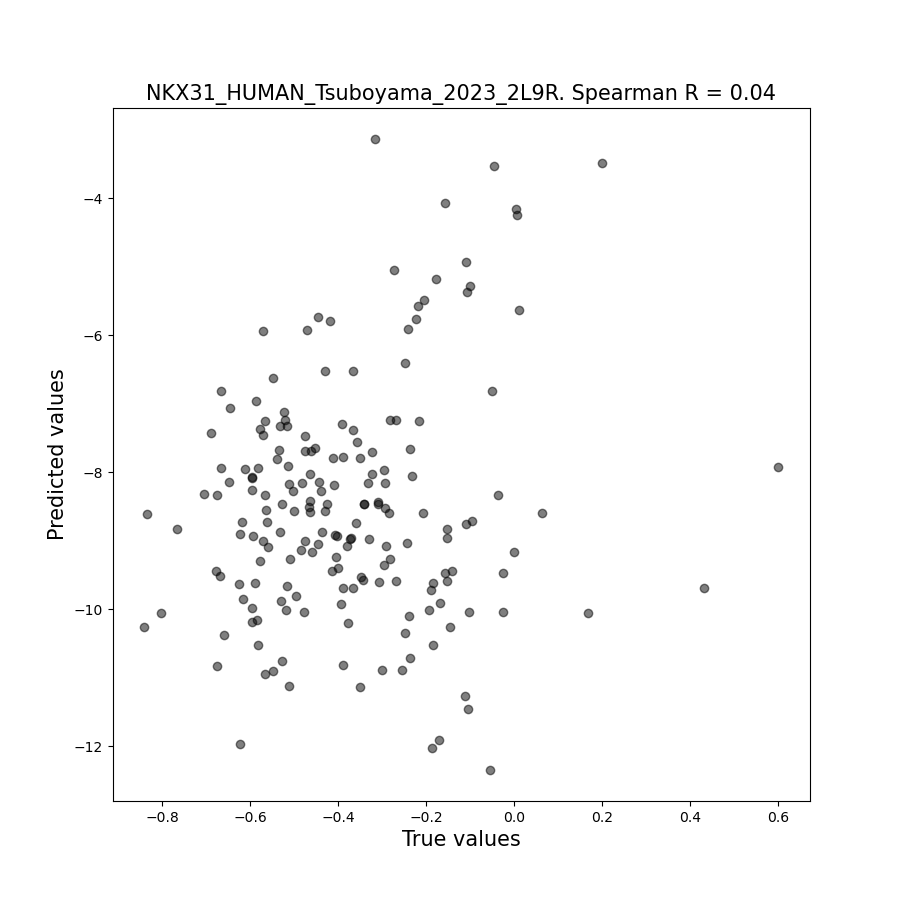 NKX31_HUMAN_Tsuboyama_2023_2L9R. Spearman R = 0.04
Predicted values
−4
−6
−8
−10
−12
−0.8 −0.6 −0.4 −0.2 0.0 0.2 0.4 0.6
True values